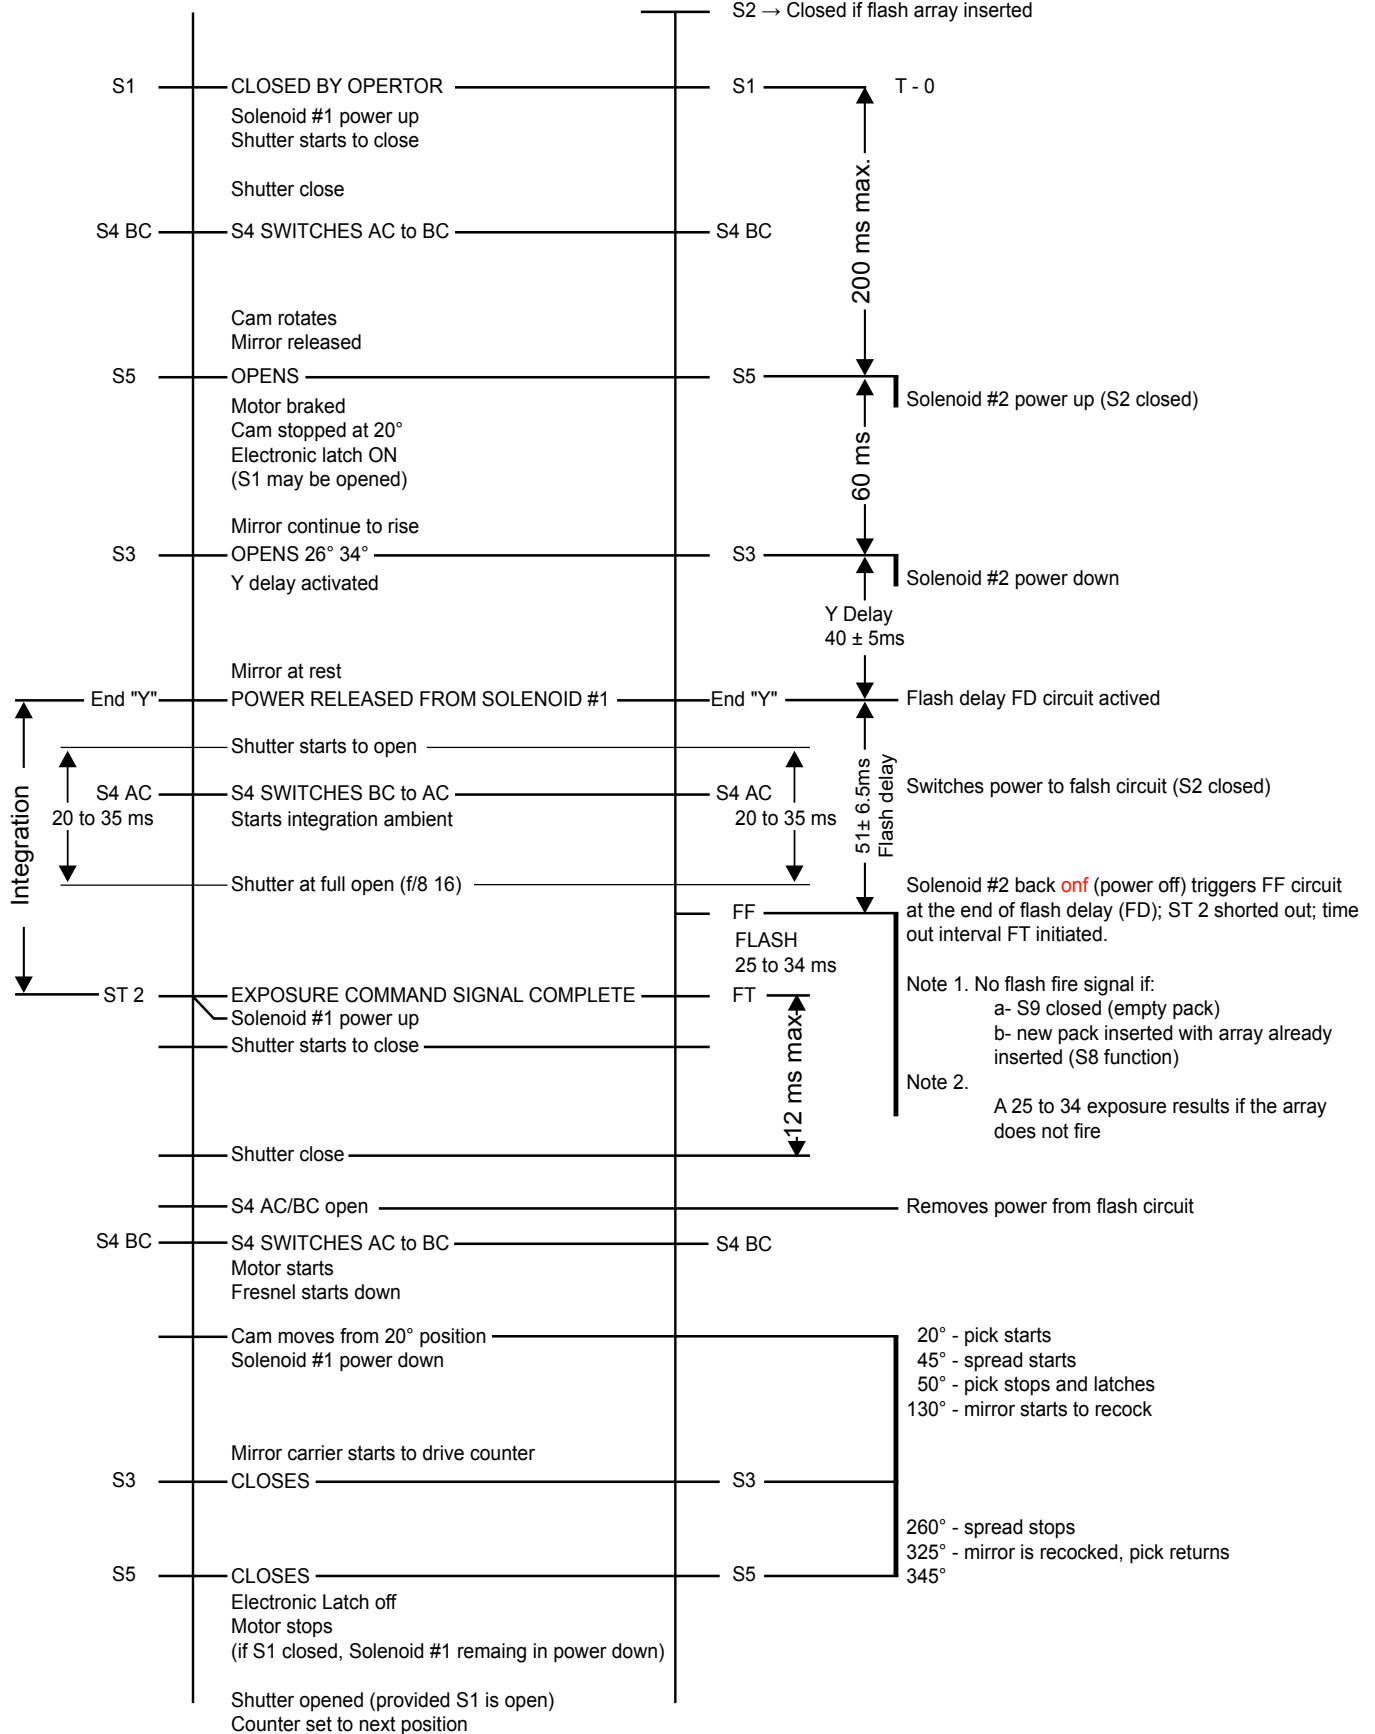 S2 → Closed if flash array inserted
S1 CLOSED BY OPERTOR S1 T - 0
Solenoid #1 power up
Shutter starts to close
Shutter close
200 ms max.
S4 BC S4 SWITCHES AC to BC S4 BC
Cam rotates
Mirror released
S5 OPENS S5
Solenoid #2 power up (S2 closed)
Motor braked
Cam stopped at 20°
Electronic latch ON
(S1 may be opened)
60 ms
Mirror continue to rise
S3 OPENS 26° 34° S3
Solenoid #2 power down
Y delay activated
Y Delay
40 ± 5ms
Mirror at rest
End "Y" POWER RELEASED FROM SOLENOID #1 End "Y" Flash delay FD circuit actived
Integration
Shutter starts to open
51± 6.5ms
Flash delay
S4 AC S4 SWITCHES BC to AC S4 AC Switches power to falsh circuit (S2 closed)
20 to 35 ms Starts integration ambient 20 to 35 ms
Shutter at full open (f/8 16)
Solenoid #2 back onf (power off) triggers FF circuit
at the end of flash delay (FD); ST 2 shorted out; time
out interval FT initiated.
FF
FLASH
25 to 34 ms
Note 1. No flash fire signal if:
a- S9 closed (empty pack)
b- new pack inserted with array already
inserted (S8 function)
Note 2.
A 25 to 34 exposure results if the array
does not fire
ST 2 EXPOSURE COMMAND SIGNAL COMPLETE FT
Solenoid #1 power up
Shutter starts to close
12 ms max
Shutter close
S4 AC/BC open Removes power from flash circuit
S4 BC S4 SWITCHES AC to BC S4 BC
Motor starts
Fresnel starts down
Cam moves from 20° position 20° - pick starts
Solenoid #1 power down 45° - spread starts
50° - pick stops and latches
130° - mirror starts to recock
Mirror carrier starts to drive counter
S3 CLOSES S3
260° - spread stops
325° - mirror is recocked, pick returns
S5 CLOSES S5 345°
Electronic Latch off
Motor stops
(if S1 closed, Solenoid #1 remaing in power down)
Shutter opened (provided S1 is open)
Counter set to next position